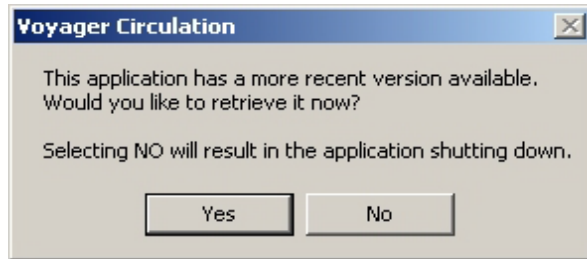 Voyager Circulation
This application has a more recent version available.
Would you like to retrieve it now?
Selecting NO will result in the application shutting down.
Yes
No